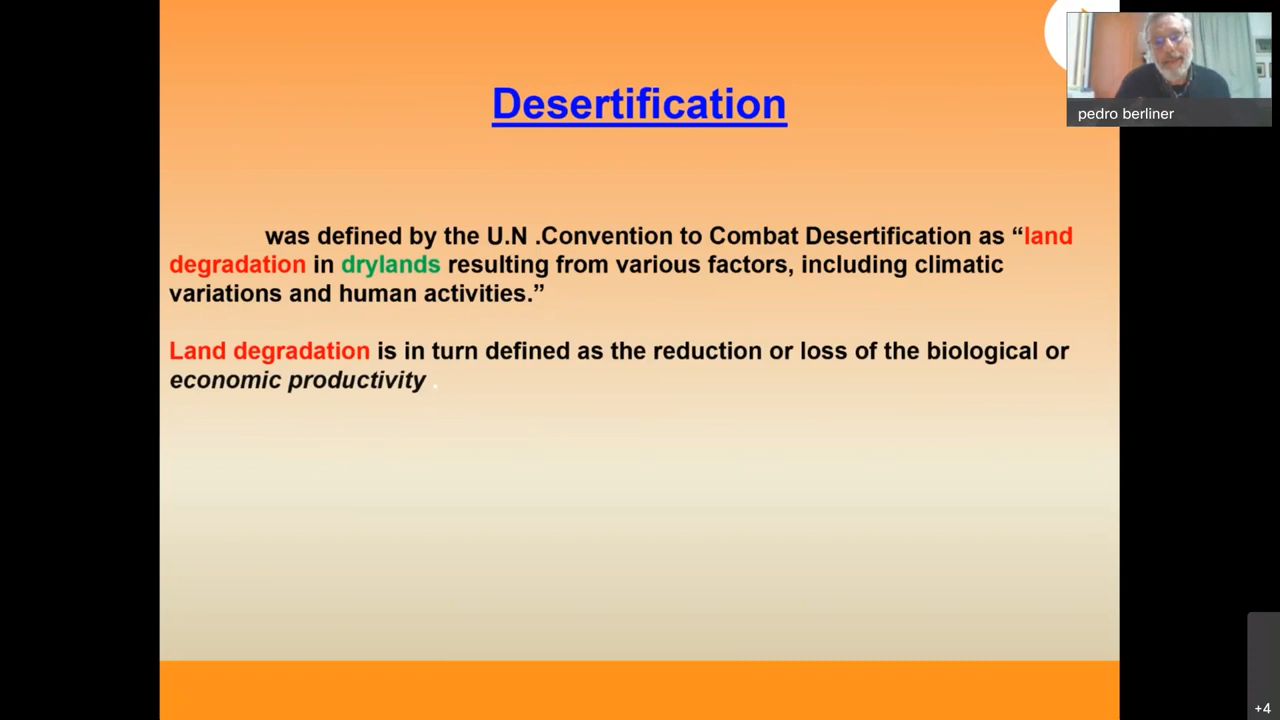 Desertification
pedro berliner
was defined by the U.N .Convention to Combat Desertification as “land
degradation in drylands resulting from various factors, including climatic
variations and human activities.”
Land degradation is in turn defined as the reduction or loss of the biological or
economic productivity .
+4